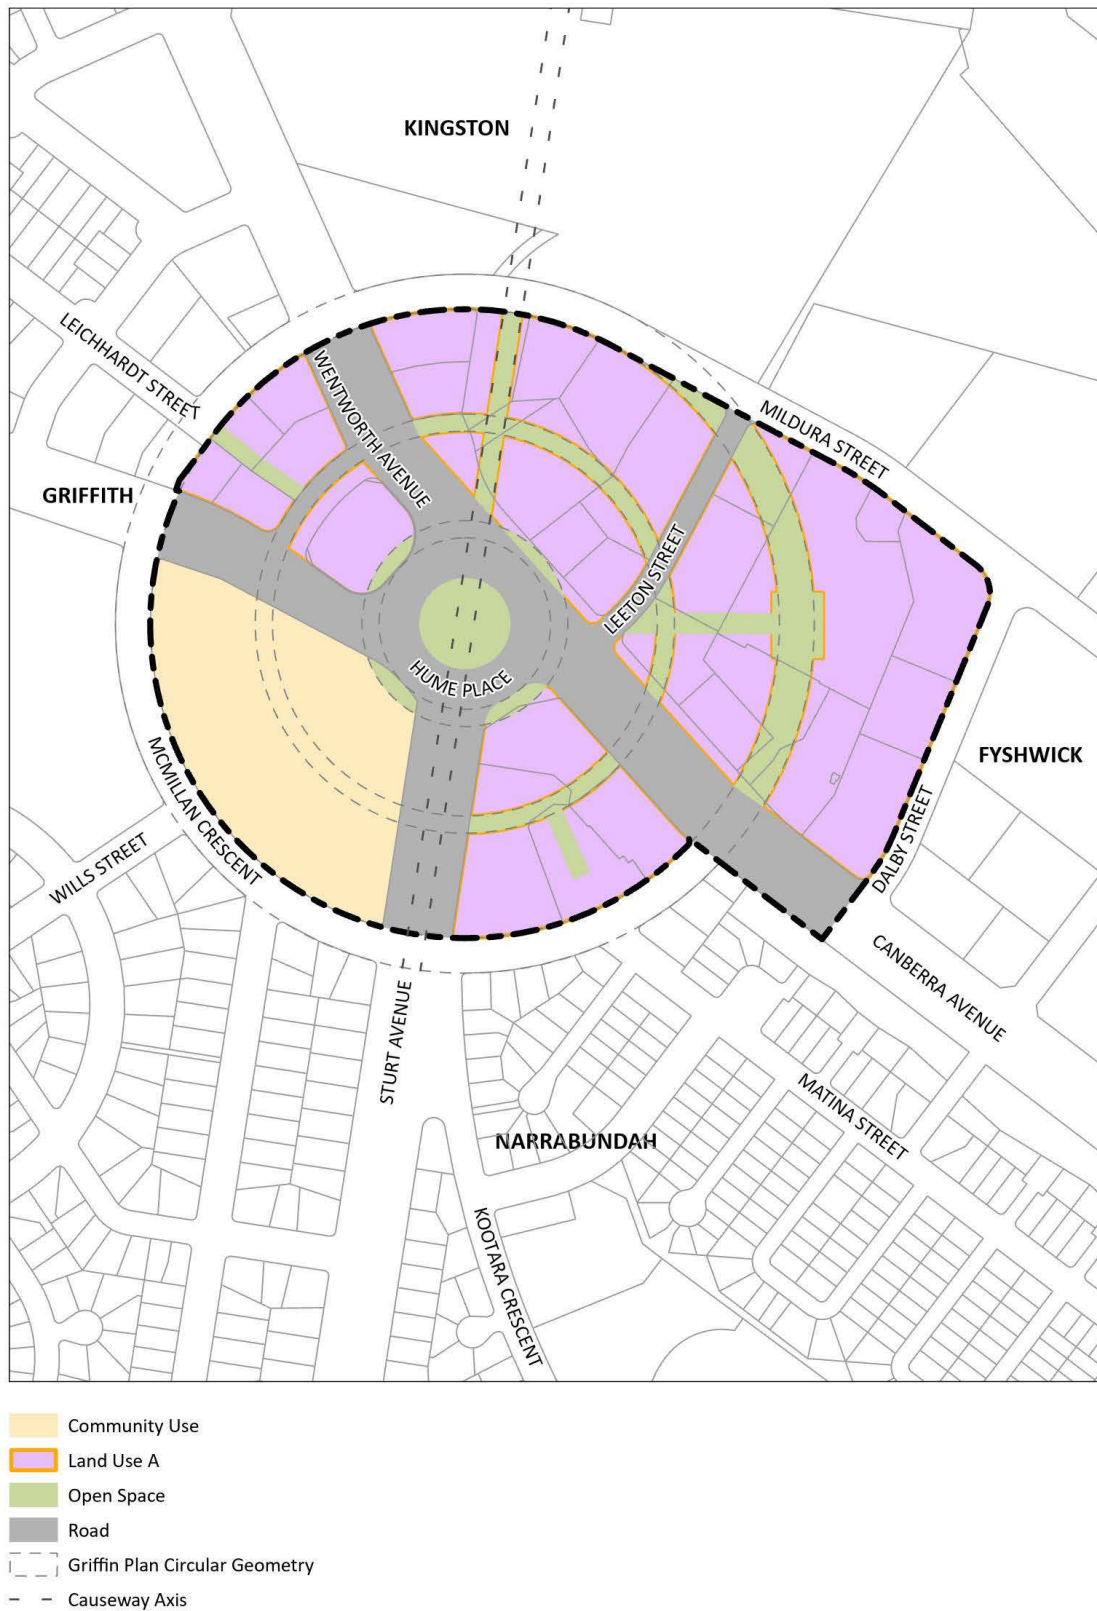 KINGSTON
LEICHHARDT STREET
WENTWORTH AVENUE
MILDURA STREET
GRIFFITH
LEETON STREET
HUME PLACE
FYSHWICK
MCMILLAN CRESCENT
DALBY STREET
WILLS STREET
CANBERRA AVENUE
STURT AVENUE
MATINA STREET
NARRABUNDAH
KOOTARA CRESCENT
Community Use
Land Use A
Open Space
Road
Griffin Plan Circular Geometry
Causeway Axis